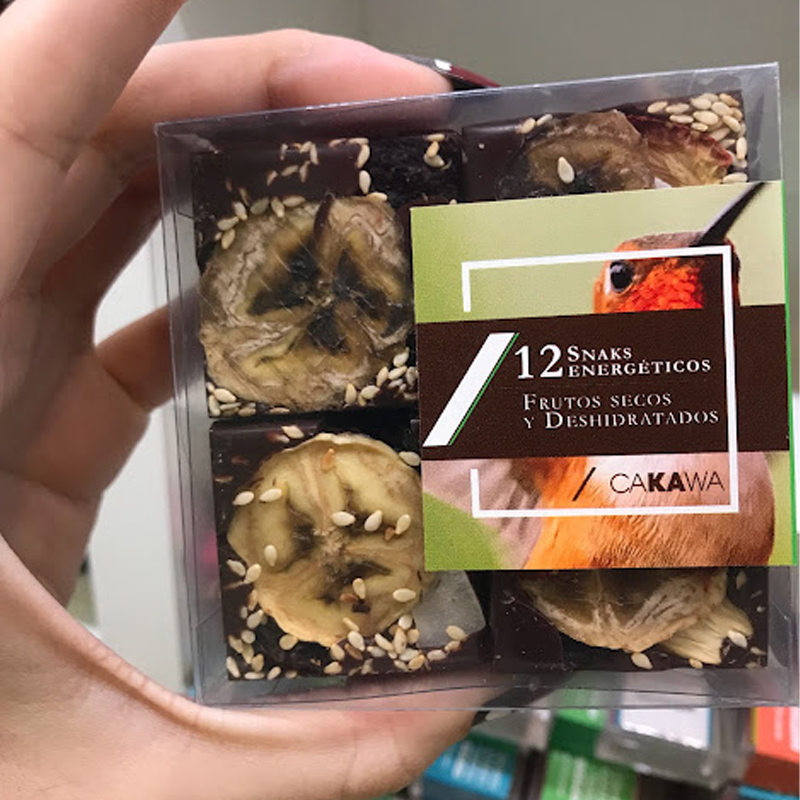 12 SNAKS
ENERGÉTICOS
FRUTOS SECOS
Y DESHIDRATADOS
/ CAKAWA